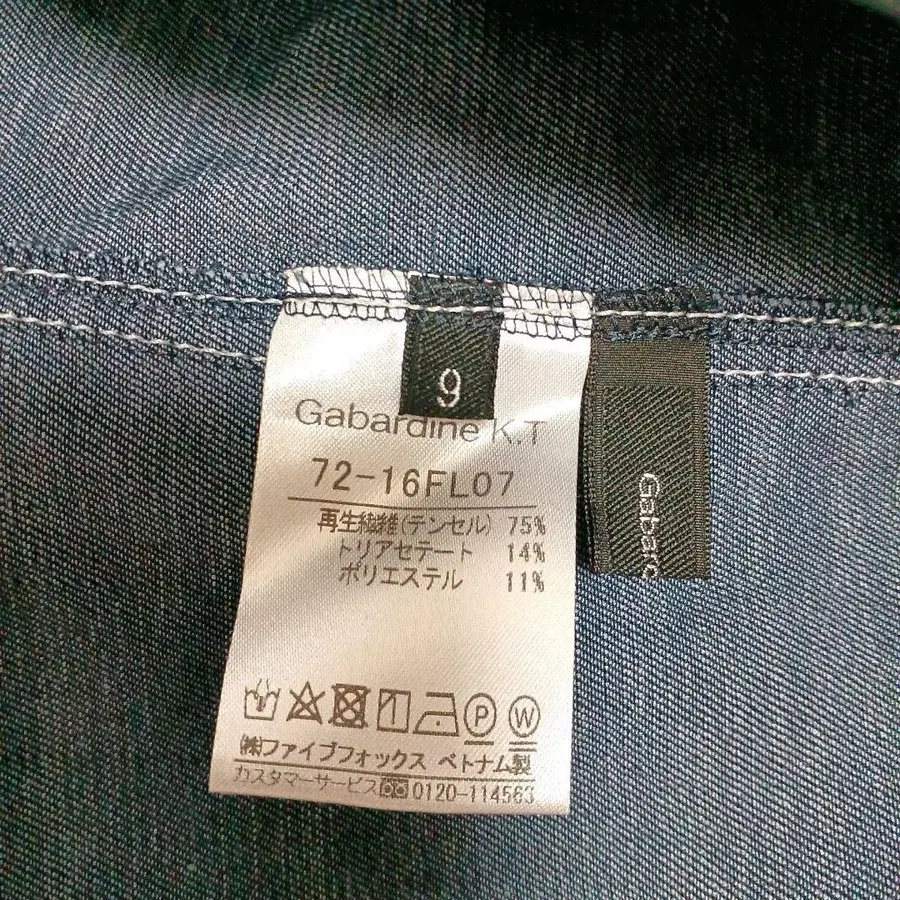 9
Gabardine K.T
72-16FL07
再生繊維(テンセル) 75%
トリアセテート 14%
ポリエステル 11%
P
W
㈱ファイブフォックス ベトナム製
カスタマーサービス 0120-114563
Gabard